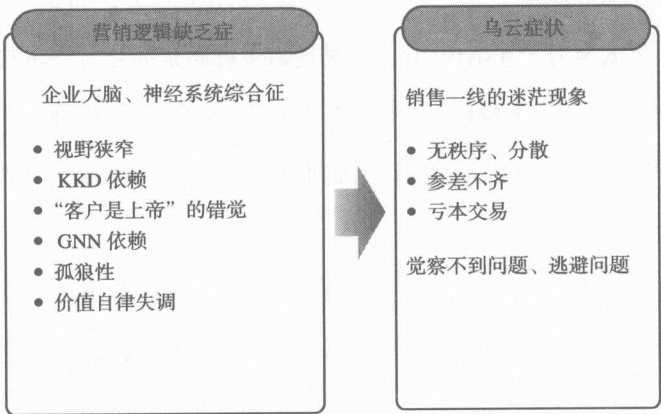 营销逻辑缺乏症
企业大脑、神经系统综合征
• 视野狭窄
• KKD 依赖
• “客户是上帝”的错觉
• GNN 依赖
• 孤狼性
• 价值自律失调
乌云症状
销售一线的迷茫现象
• 无秩序、分散
• 参差不齐
• 亏本交易
觉察不到问题、逃避问题